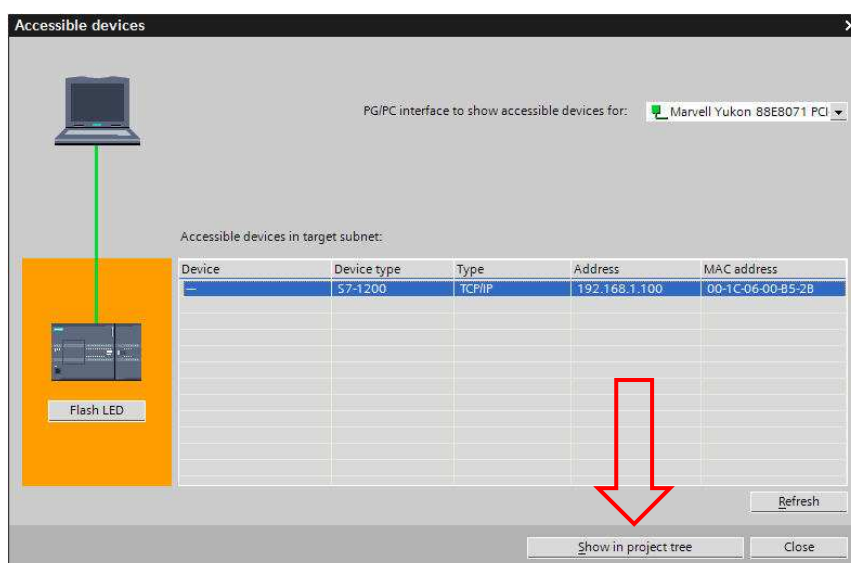 Accessible devices
PG/PC interface to show accessible devices for: Marvell Yukon 88E8071 PCI
Accessible devices in target subnet:
Device Device type Type Address MAC address
— S7-1200 TCP/IP 192.168.1.100 00-1C-06-00-B5-2B
Flash LED
Refresh
Show in project tree Close